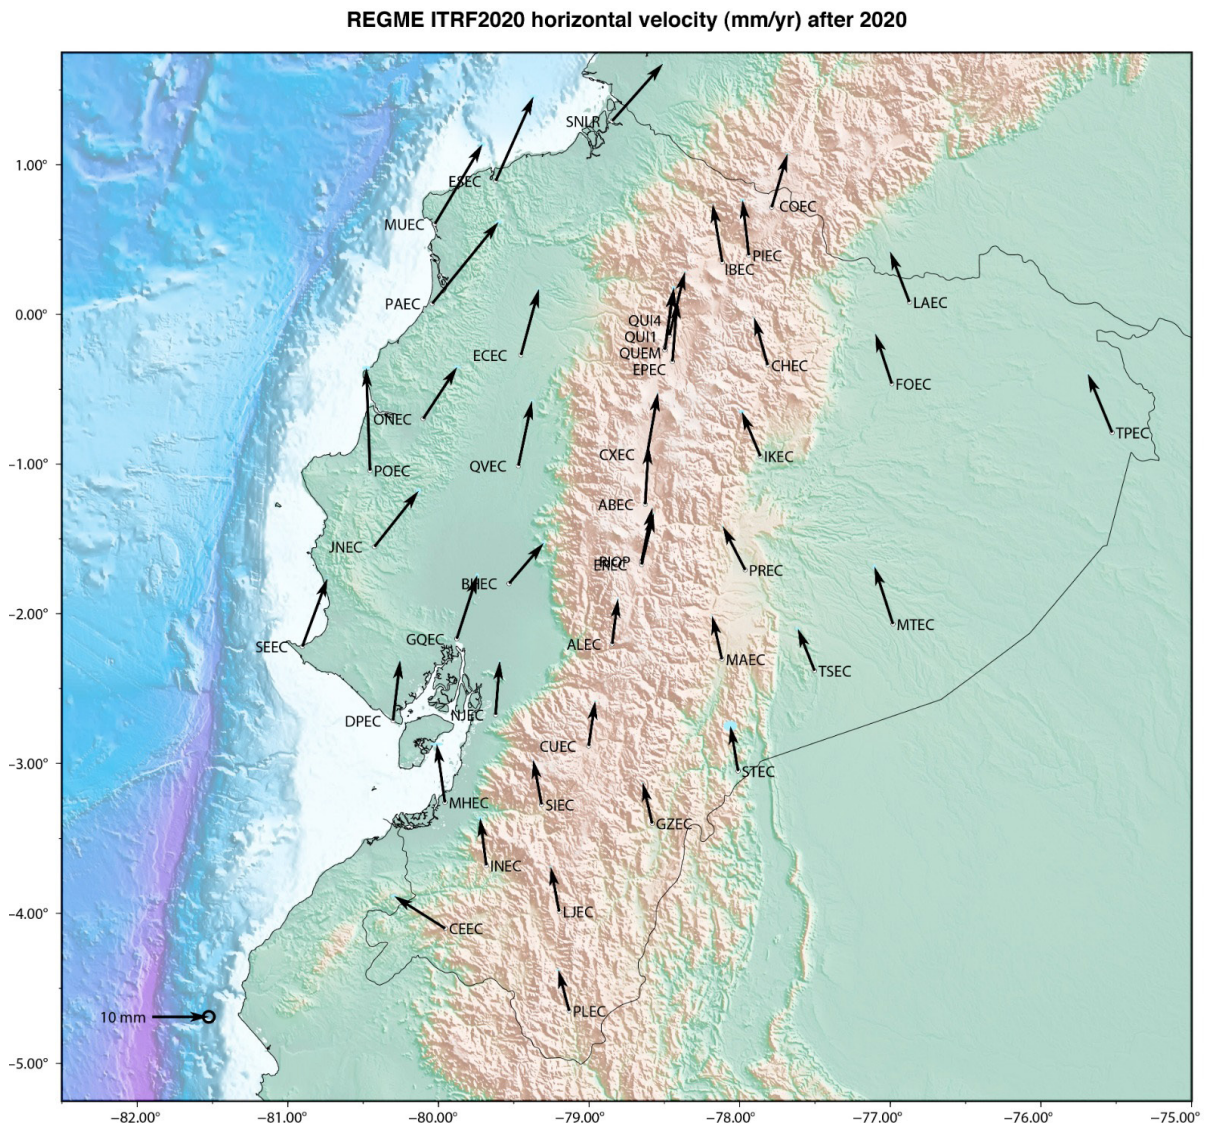 REGME ITRF2020 horizontal velocity (mm/yr) after 2020
SNLR
1.00°
ESEC
COEC
MUEC
PIEC
IBEC
LAEC
PAEC
0.00°
QUI4
QUI1
QUEM
ECEC
EPEC
CHEC
FOEC
ONEC
TPEC
CXEC
IKEC
−1.00°
QVEC
POEC
ABEC
JNEC
RIOP
EREC
PREC
BHEC
−2.00°
MTEC
GQEC
ALEC
SEEC
MAEC
TSEC
NJEC
DPEC
CUEC
−3.00°
STEC
MHEC
SIEC
GZEC
INEC
−4.00°
LJEC
CEEC
PLEC
10 mm
−5.00°
−82.00° −81.00° −80.00° −79.00° −78.00° −77.00° −76.00° −75.00°